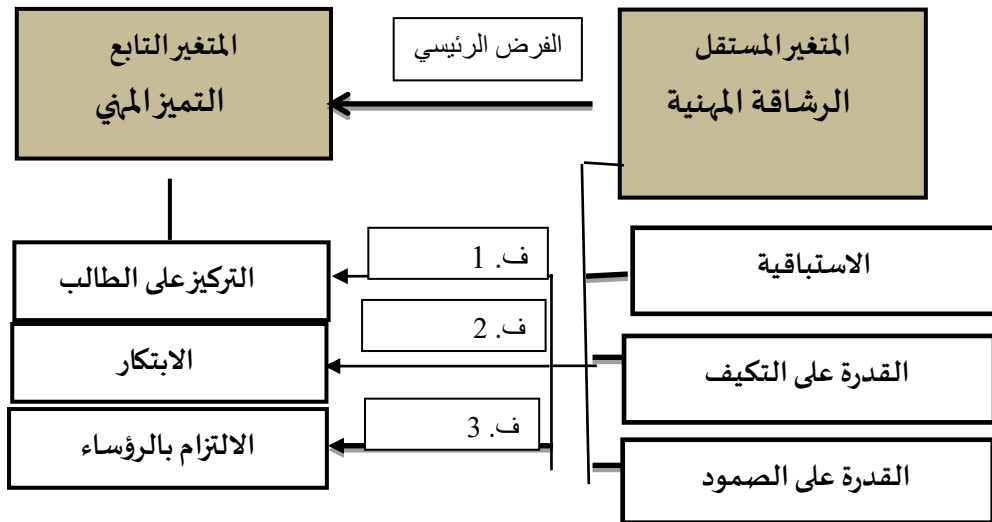 المتغير المستقل
الرشاقة المهنية
الفرض الرئيسي
المتغير التابع
التميز المهني
الاستباقية
القدرة على التكيف
القدرة على الصمود
ف. 1
ف. 2
ف. 3
التركيز على الطالب
الابتكار
الالتزام بالرؤساء